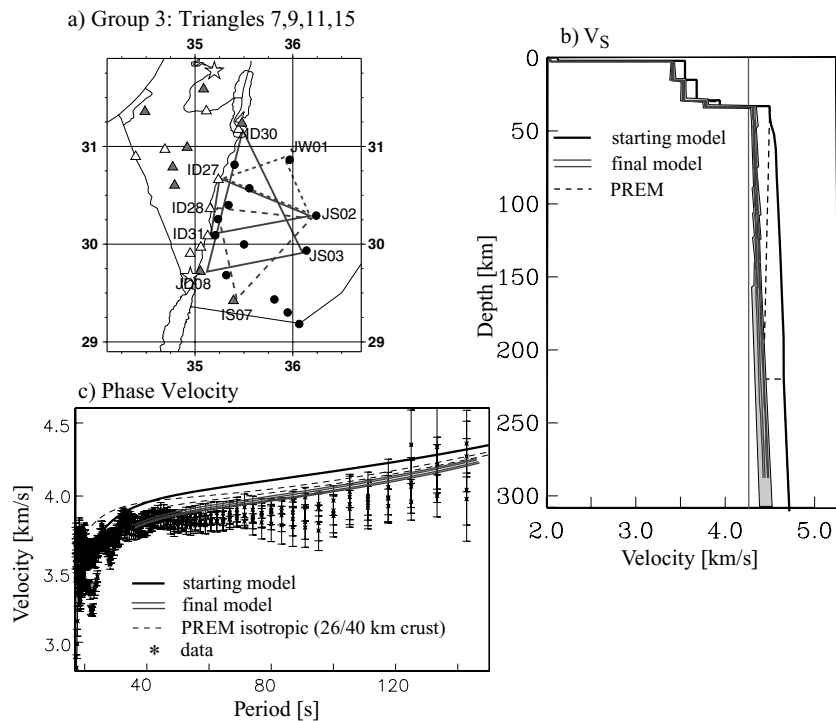 a) Group 3: Triangles 7,9,11,15
35
36
31
30
29
31
30
29
35
36
ID30
JW01
ID27
ID28
JS02
ID31
JS03
JD08
IS07
b) V_S
0
50
100
150
200
250
300
Depth [km]
starting model
final model
PREM
2.0
3.0
4.0
5.0
Velocity [km/s]
c) Phase Velocity
4.5
4.0
3.5
3.0
Velocity [km/s]
starting model
final model
PREM isotropic (26/40 km crust)
* data
40
60
80
100
120
Period [s]